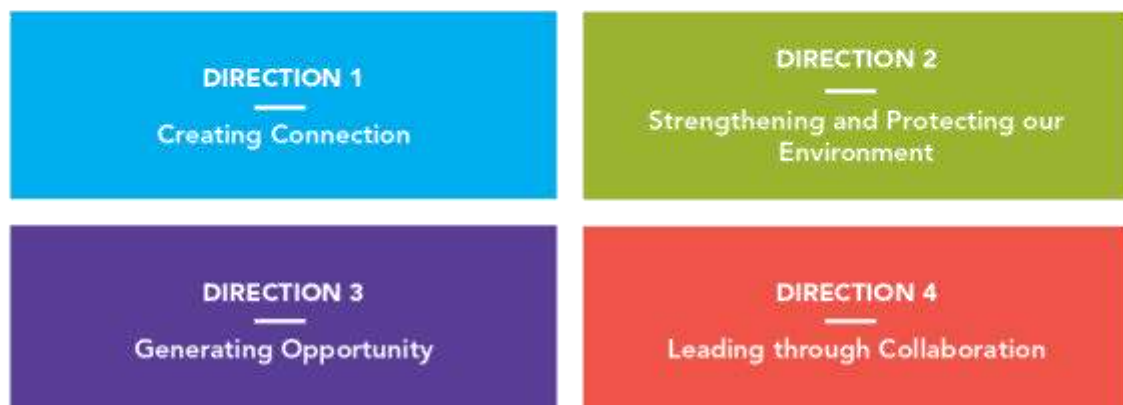 DIRECTION 1
Creating Connection
DIRECTION 2
Strengthening and Protecting our
Environment
DIRECTION 3
Generating Opportunity
DIRECTION 4
Leading through Collaboration